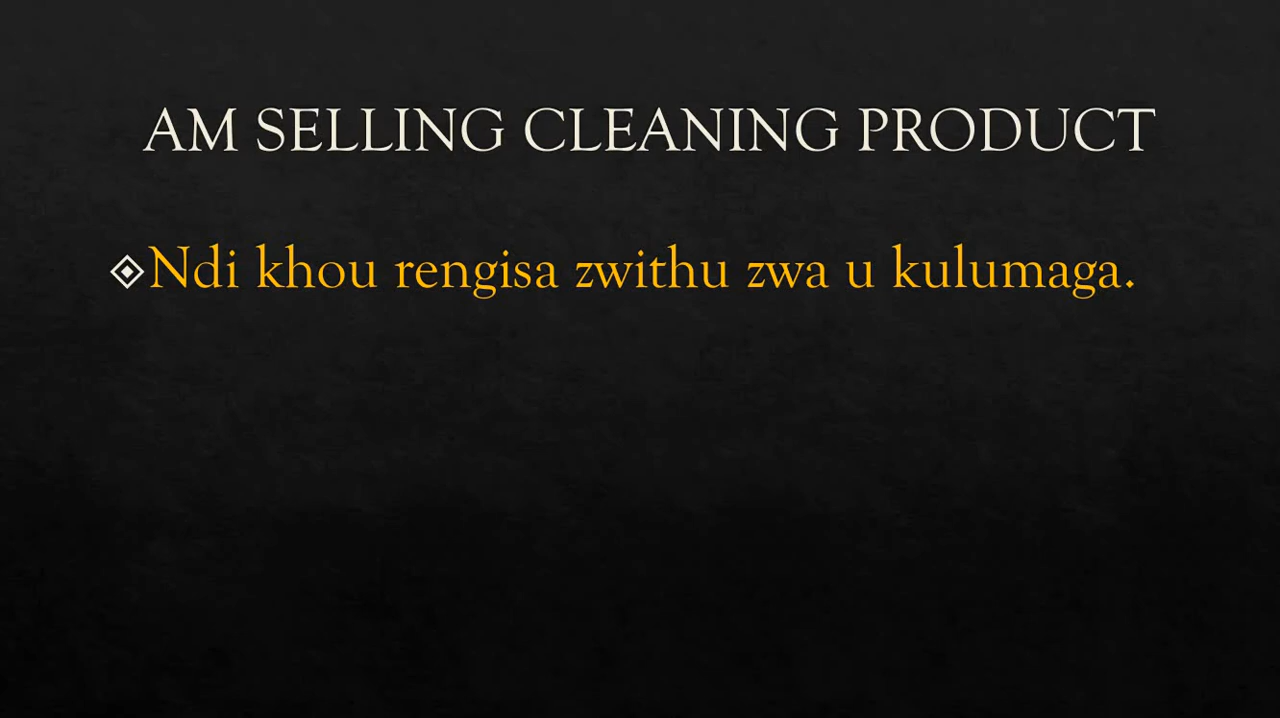 AM SELLING CLEANING PRODUCT
Ndi khou rengisa zwithu zwa u kulumaga.